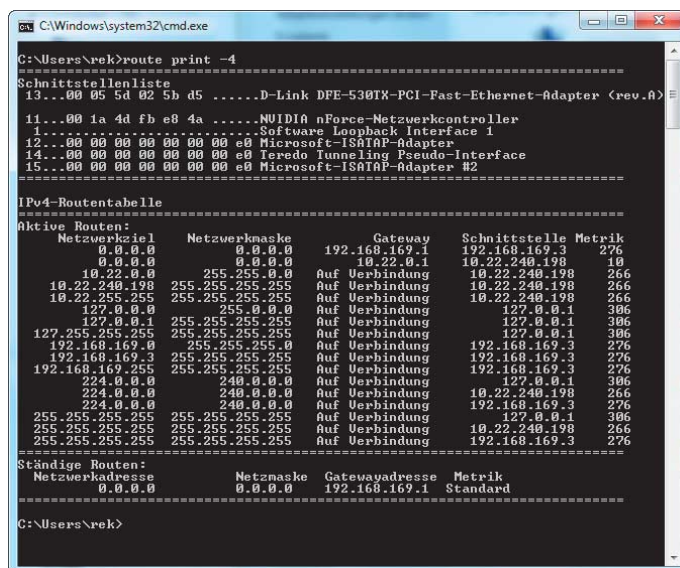 C:\Windows\system32\cmd.exe
C:\Users\rek>route print -4
===========================================================================
Schnittstellenliste
13...00 05 5d 02 5b d5 ......D-Link DFE-530TX-PCI-Fast-Ethernet-Adapter (rev.A)
11...00 1a 4d fb e8 4a ......NVIDIA nForce-Netzwerkcontroller
1...........................Software Loopback Interface 1
12...00 00 00 00 00 00 00 e0 Microsoft-ISATAP-Adapter
14...00 00 00 00 00 00 00 e0 Teredo Tunneling Pseudo-Interface
15...00 00 00 00 00 00 00 e0 Microsoft-ISATAP-Adapter #2
===========================================================================
IPv4-Routentabelle
===========================================================================
Aktive Routen:
Netzwerkziel Netzwerkmaske Gateway Schnittstelle Metrik
0.0.0.0 0.0.0.0 192.168.169.1 192.168.169.3 276
0.0.0.0 0.0.0.0 10.22.0.1 10.22.240.198 10
10.22.0.0 255.255.0.0 Auf Verbindung 10.22.240.198 266
10.22.240.198 255.255.255.255 Auf Verbindung 10.22.240.198 266
10.22.255.255 255.255.255.255 Auf Verbindung 10.22.240.198 266
127.0.0.0 255.0.0.0 Auf Verbindung 127.0.0.1 306
127.0.0.1 255.255.255.255 Auf Verbindung 127.0.0.1 306
127.255.255.255 255.255.255.255 Auf Verbindung 127.0.0.1 306
192.168.169.0 255.255.255.0 Auf Verbindung 192.168.169.3 276
192.168.169.3 255.255.255.255 Auf Verbindung 192.168.169.3 276
192.168.169.255 255.255.255.255 Auf Verbindung 192.168.169.3 276
224.0.0.0 240.0.0.0 Auf Verbindung 127.0.0.1 306
224.0.0.0 240.0.0.0 Auf Verbindung 10.22.240.198 266
224.0.0.0 240.0.0.0 Auf Verbindung 192.168.169.3 276
255.255.255.255 255.255.255.255 Auf Verbindung 127.0.0.1 306
255.255.255.255 255.255.255.255 Auf Verbindung 10.22.240.198 266
255.255.255.255 255.255.255.255 Auf Verbindung 192.168.169.3 276
===========================================================================
Ständige Routen:
Netzwerkadresse Netzmaske Gatewayadresse Metrik
0.0.0.0 0.0.0.0 192.168.169.1 Standard
===========================================================================
C:\Users\rek>